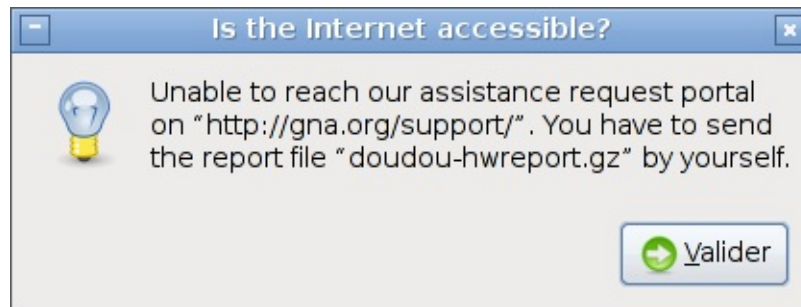 Is the Internet accessible?
Unable to reach our assistance request portal
on “http://gna.org/support/”. You have to send
the report file “doudou-hwreport.gz” by yourself.
Valider